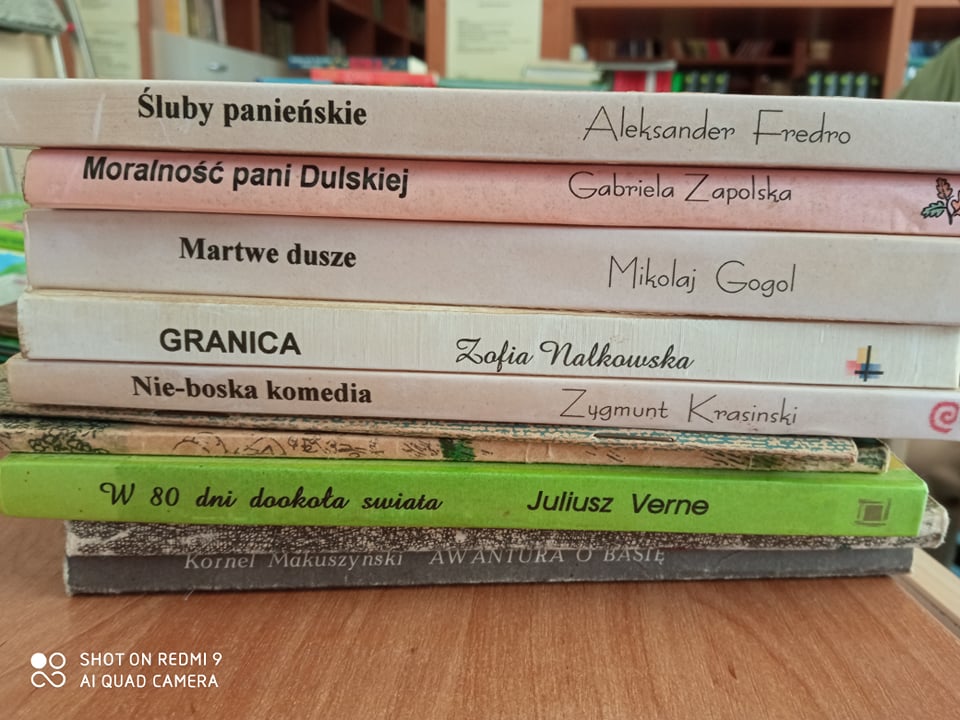 Śluby panieńskie Aleksander Fredro
Moralność pani Dulskiej Gabriela Zapolska
Martwe dusze Mikolaj Gogol
GRANICA Zofia Nalkowska
Nie-boska komedia Zygmunt Krasinski
W 80 dni dookoła swiata Juliusz Verne
Kornel Makuszyński AWANTURA O BASIĘ
SHOT ON REDMI 9
AI QUAD CAMERA